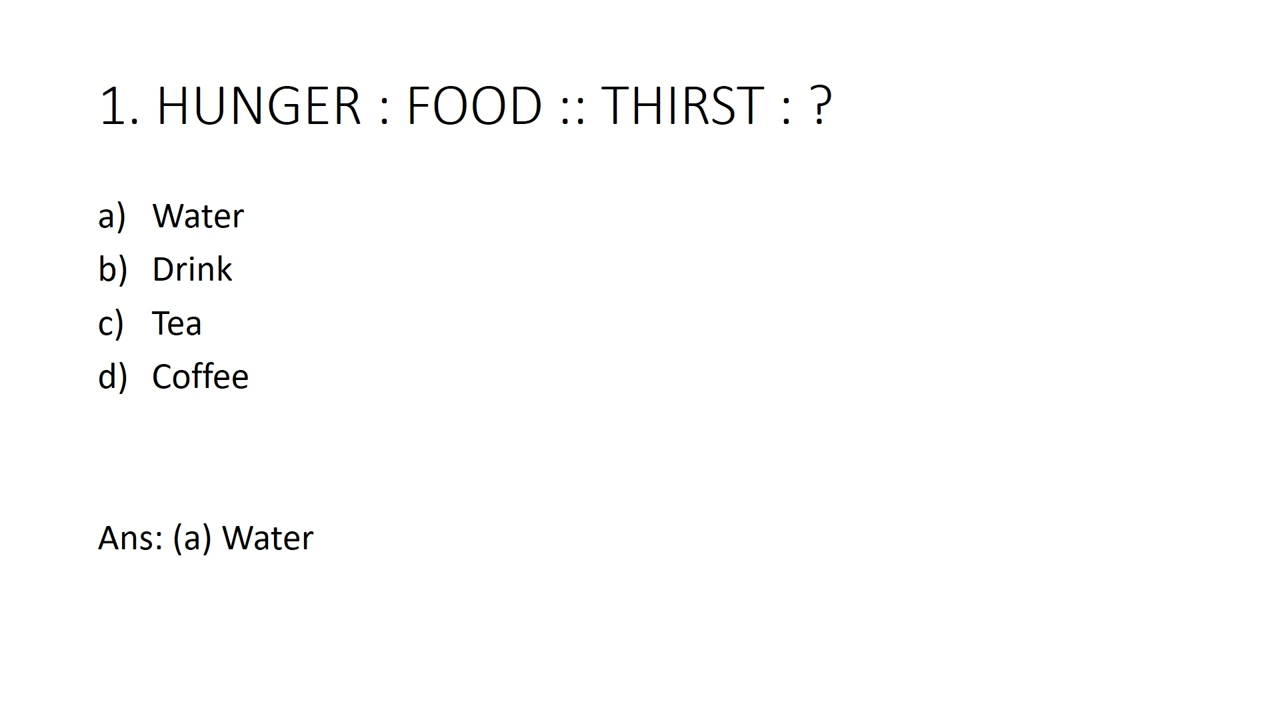 1. HUNGER : FOOD :: THIRST : ?
a) Water
b) Drink
c) Tea
d) Coffee
Ans: (a) Water